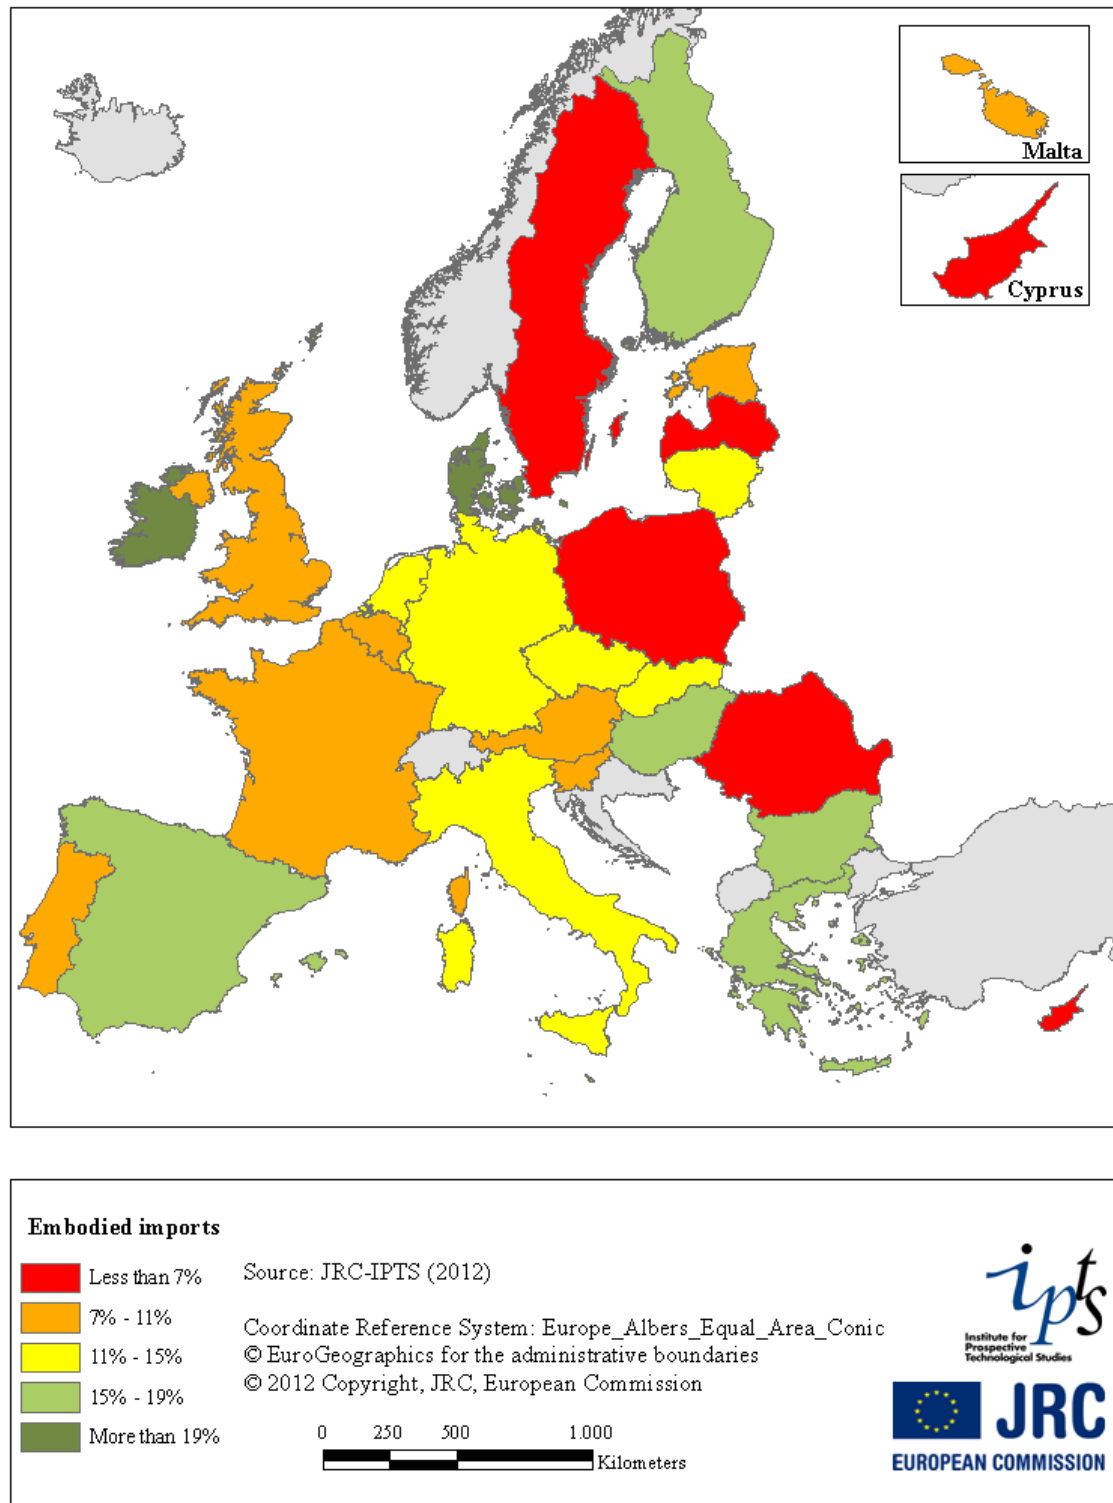 Malta
Cyprus
Embodied imports
Less than 7%
7% - 11%
11% - 15%
15% - 19%
More than 19%
Source: JRC-IPTS (2012)
Coordinate Reference System: Europe_Albers_Equal_Area_Conic
© EuroGeographics for the administrative boundaries
© 2012 Copyright, JRC, European Commission
0 250 500 1.000
Kilometers
ipts
Institute for
Prospective
Technological Studies
JRC
EUROPEAN COMMISSION